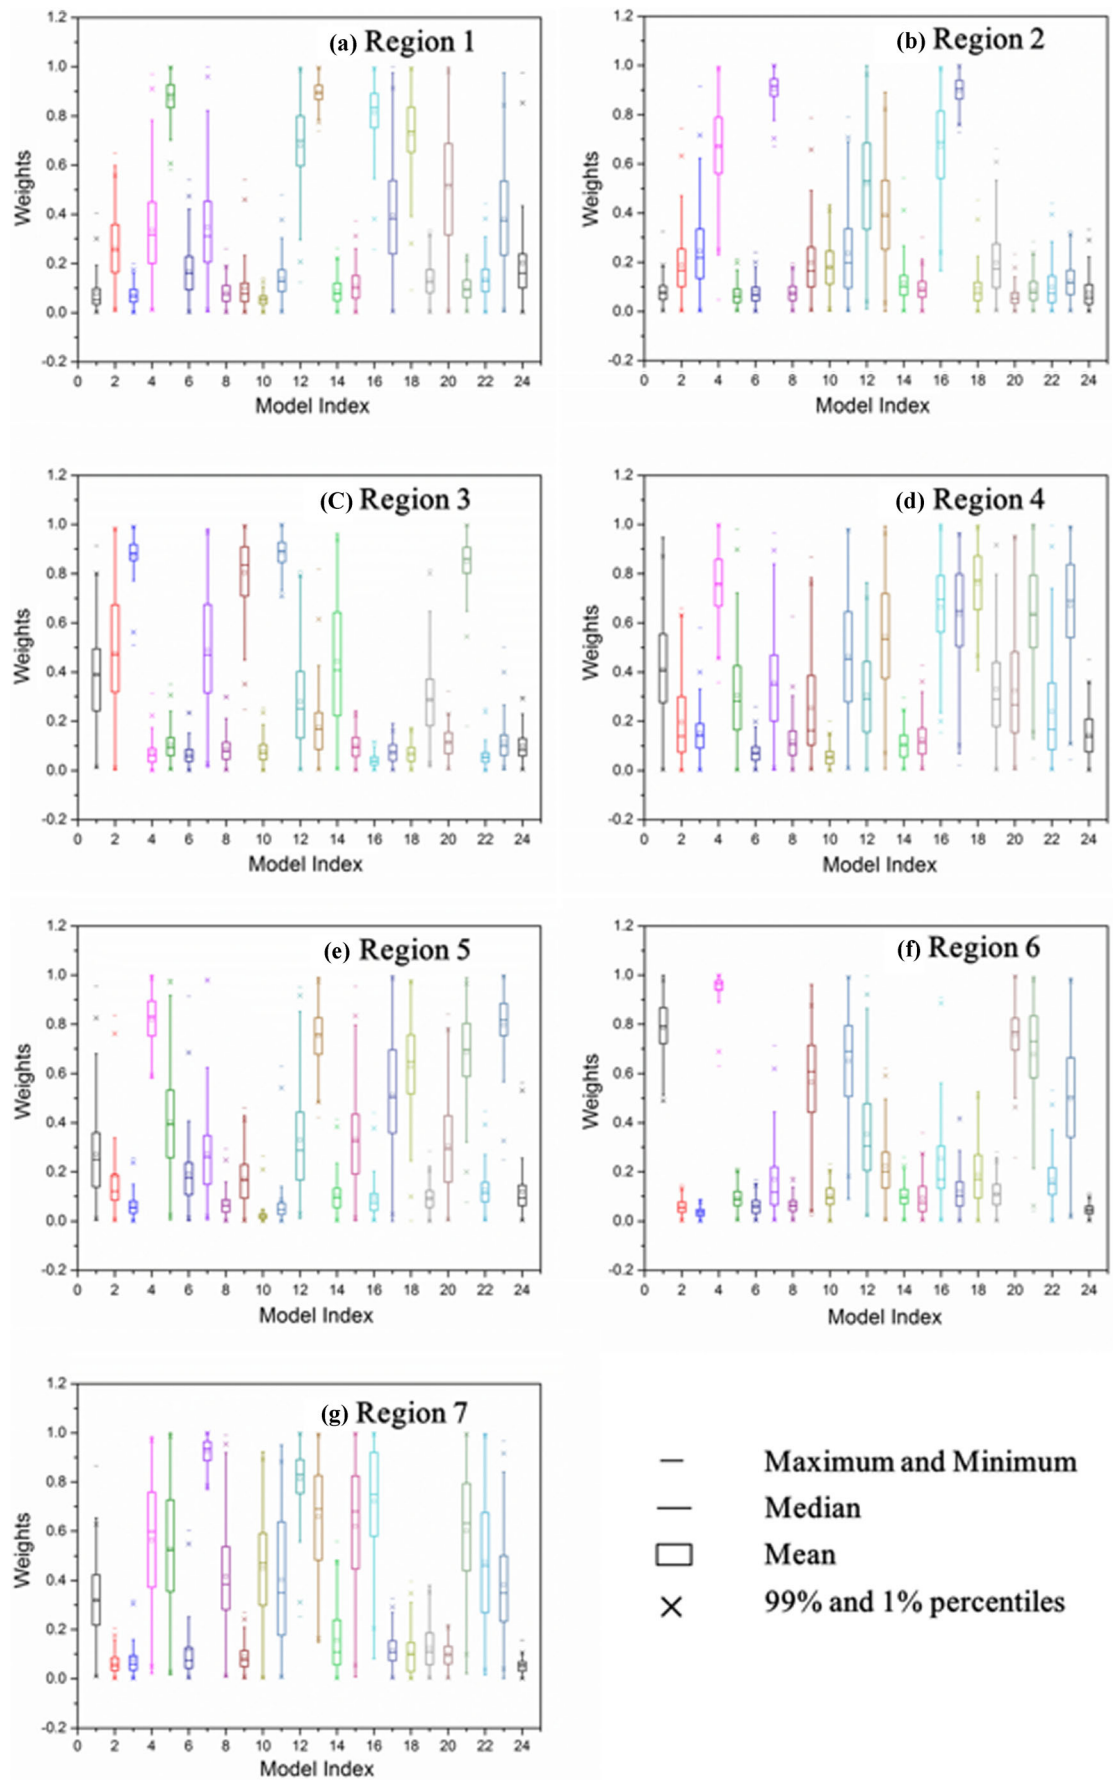 (a) Region 1
1.2
1.0
0.8
0.6
0.4
0.2
0.0
-0.2
Weights
0 2 4 6 8 10 12 14 16 18 20 22 24
Model Index
(b) Region 2
1.2
1.0
0.8
0.6
0.4
0.2
0.0
-0.2
Weights
0 2 4 6 8 10 12 14 16 18 20 22 24
Model Index
(C) Region 3
1.2
1.0
0.8
0.6
0.4
0.2
0.0
-0.2
Weights
0 2 4 6 8 10 12 14 16 18 20 22 24
Model Index
(d) Region 4
1.2
1.0
0.8
0.6
0.4
0.2
0.0
-0.2
Weights
0 2 4 6 8 10 12 14 16 18 20 22 24
Model Index
(e) Region 5
1.2
1.0
0.8
0.6
0.4
0.2
0.0
-0.2
Weights
0 2 4 6 8 10 12 14 16 18 20 22 24
Model Index
(f) Region 6
1.2
1.0
0.8
0.6
0.4
0.2
0.0
-0.2
Weights
0 2 4 6 8 10 12 14 16 18 20 22 24
Model Index
(g) Region 7
1.2
1.0
0.8
0.6
0.4
0.2
0.0
-0.2
Weights
0 2 4 6 8 10 12 14 16 18 20 22 24
Model Index
Maximum and Minimum
Median
Mean
99% and 1% percentiles